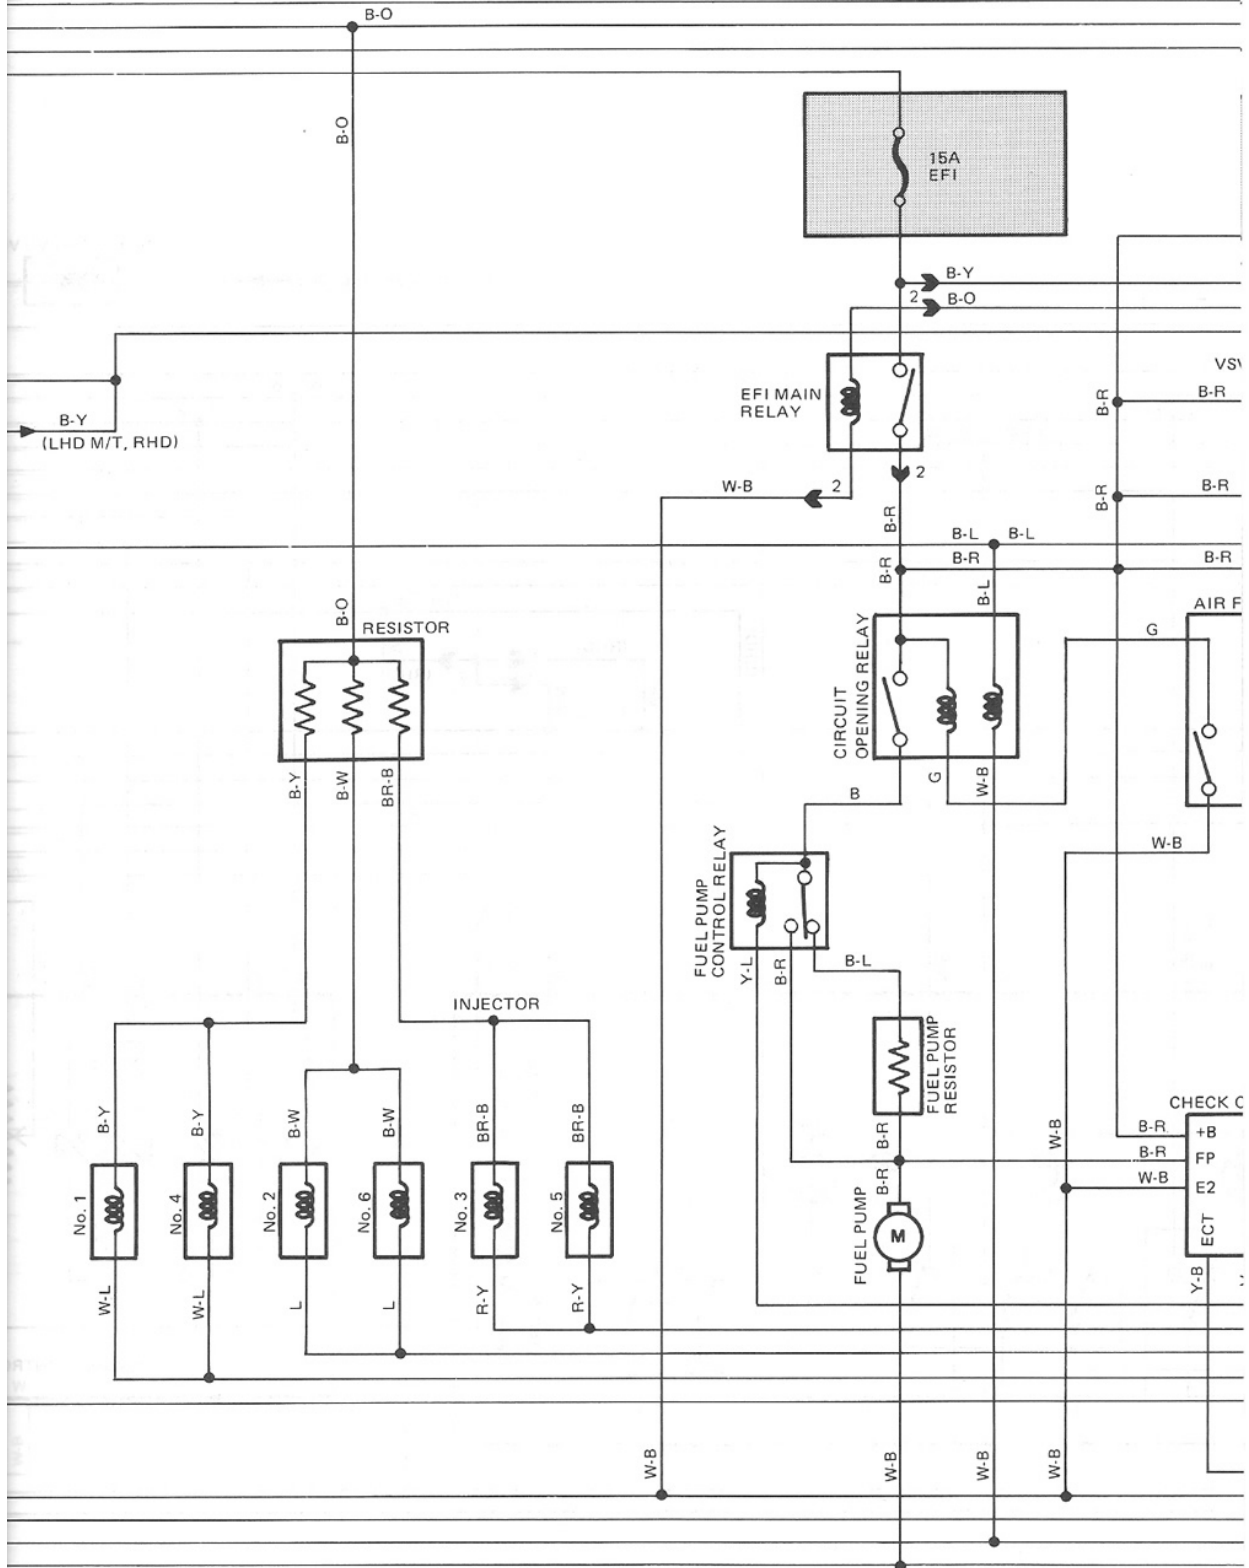 B-O
B-O
15A
EFI
B-Y
2
B-O
EFI MAIN
RELAY
B-R
B-R
B-Y
(LHD M/T, RHD)
W-B
2
2
B-R
B-R
B-R
B-L
B-L
B-R
B-R
B-R
B-L
B-O
RESISTOR
CIRCUIT
OPENING RELAY
G
B-Y
B-W
BR-B
B
G
W-B
W-B
FUEL PUMP
CONTROL RELAY
Y-L
B-R
B-L
INJECTOR
FUEL PUMP
RESISTOR
B-Y
B-Y
B-W
B-W
BR-B
BR-B
B-R
W-B
B-R
+B
B-R
FP
W-B
E2
ECT
No. 1
No. 4
No. 2
No. 6
No. 3
No. 5
B-R
FUEL PUMP
M
W-L
W-L
L
L
R-Y
R-Y
Y-B
W-B
W-B
W-B
W-B
AIR
CHECK